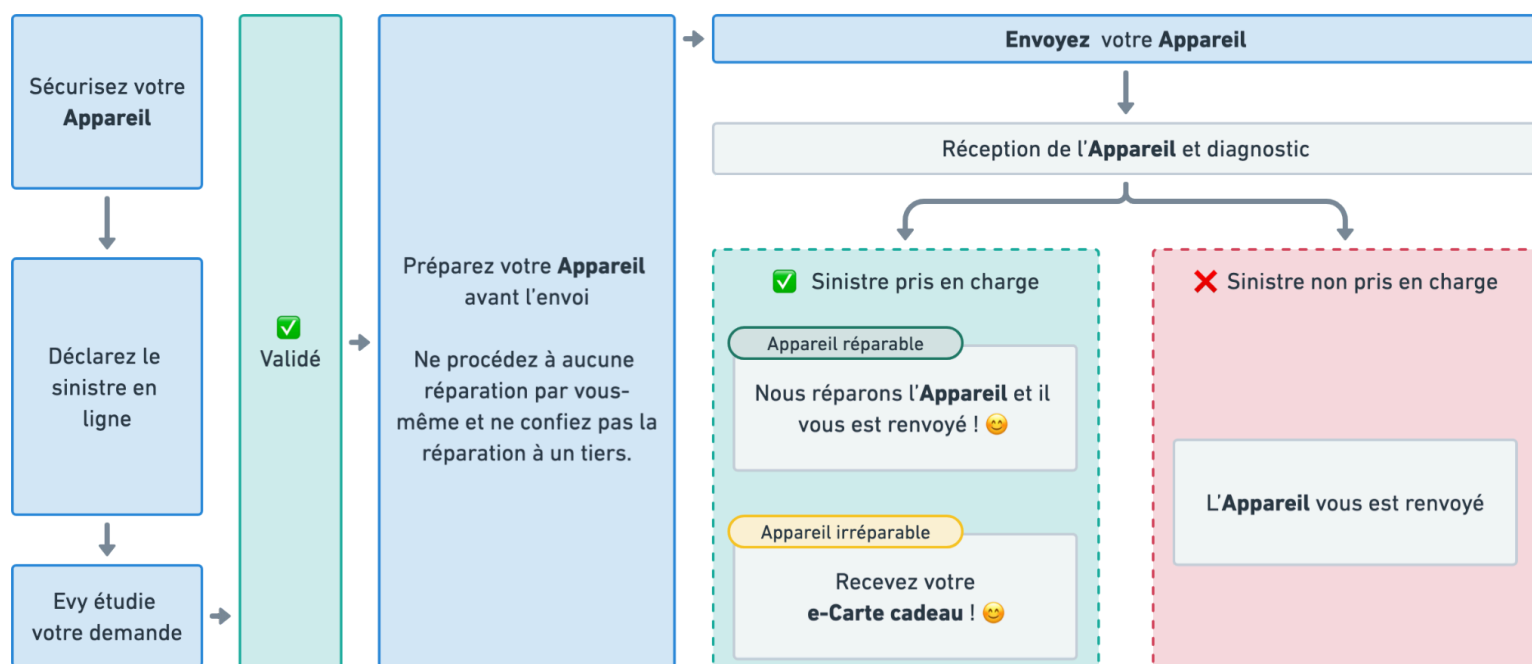 Sécurisez votre
Appareil
Déclarez le
sinistre en
ligne
Evy étudie
votre demande
Validé
Préparez votre Appareil
avant l'envoi
Ne procédez à aucune
réparation par vous-
même et ne confiez pas la
réparation à un tiers.
Envoyez votre Appareil
Réception de l'Appareil et diagnostic
Sinistre pris en charge
Appareil réparable
Nous réparons l'Appareil et il
vous est renvoyé ! 😊
Appareil irréparable
Recevez votre
e-Carte cadeau ! 😊
Sinistre non pris en charge
L'Appareil vous est renvoyé